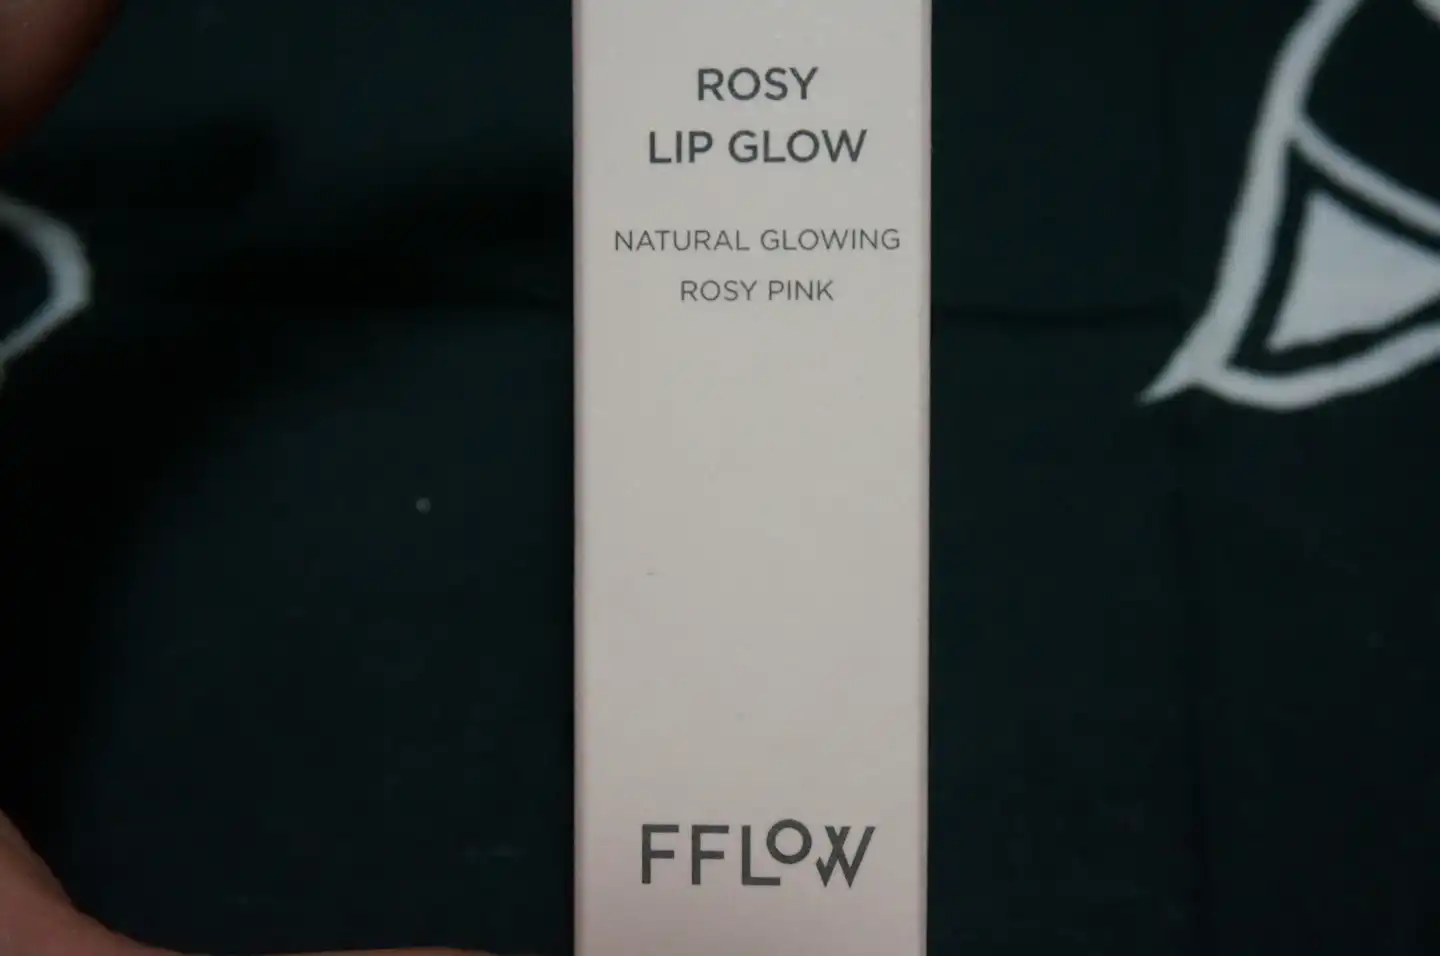 ROSY
LIP GLOW
NATURAL GLOWING
ROSY PINK
FFLOW